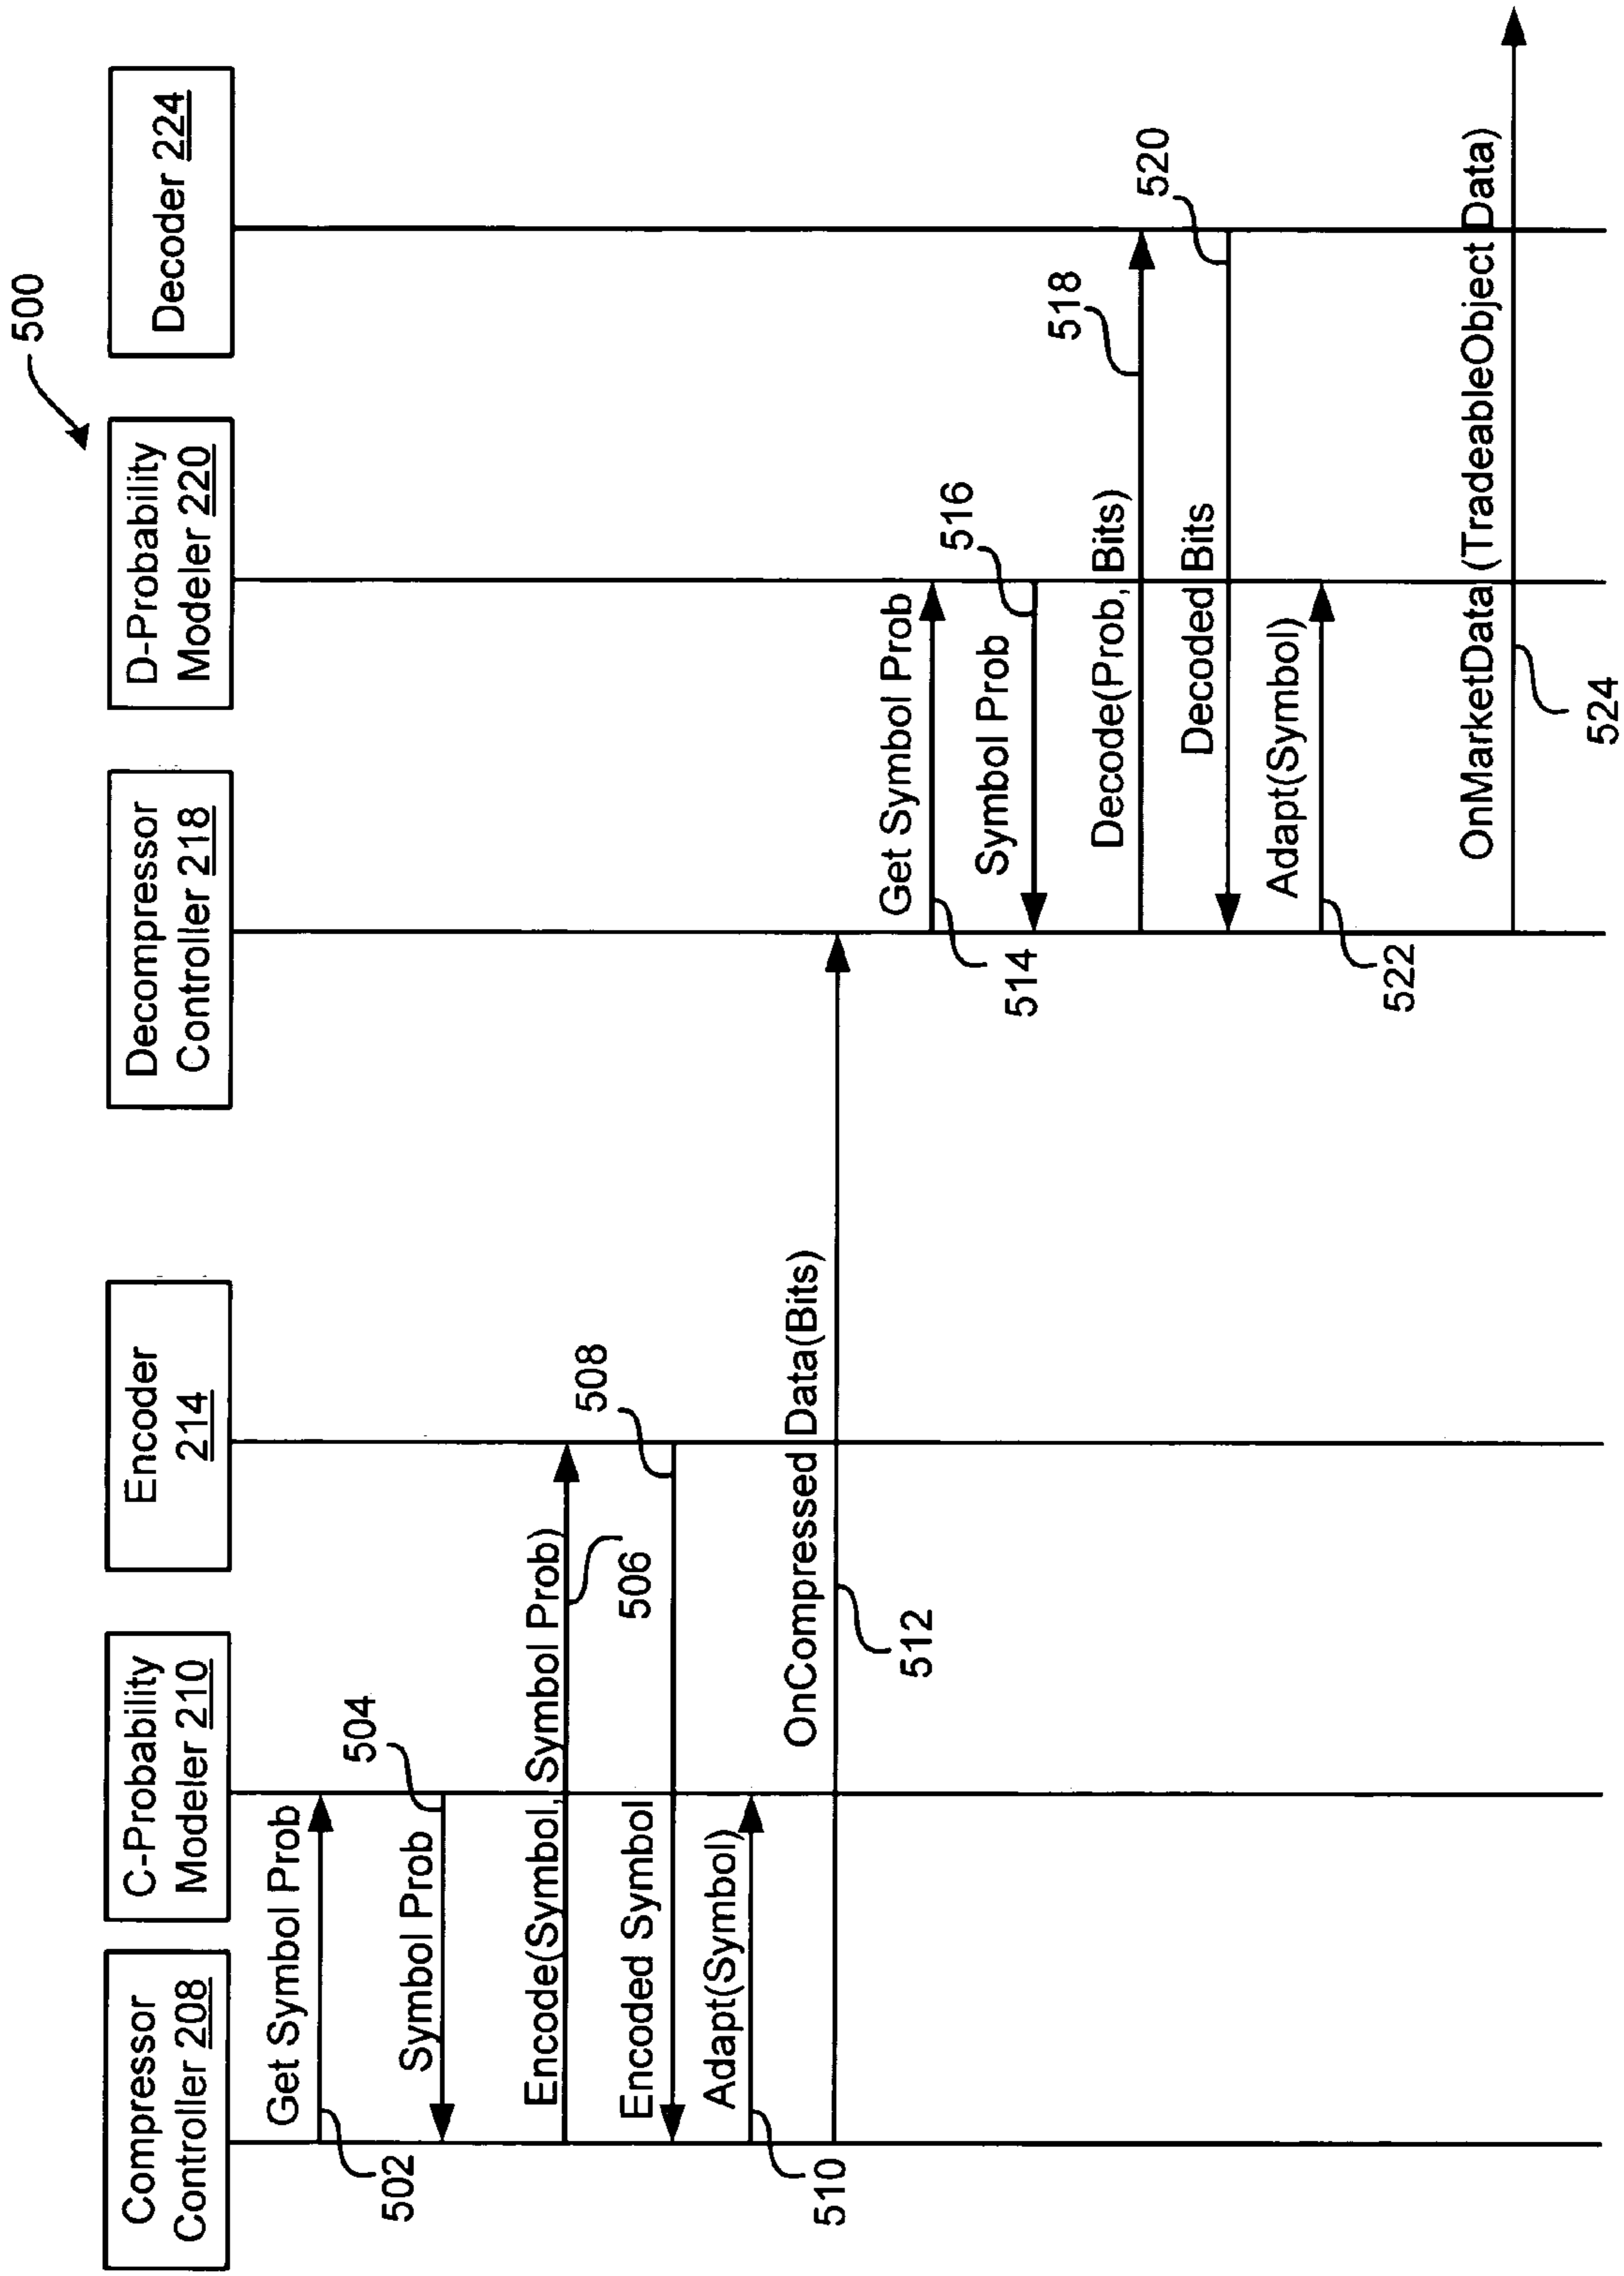 500
Compressor
Controller 208
C-Probability
Modeler 210
Encoder
214
Decompressor
Controller 218
D-Probability
Modeler 220
Decoder 224
Get Symbol Prob
502
504
Symbol Prob
Encode(Symbol, Symbol Prob)
506
508
Encoded Symbol
Adapt(Symbol)
510
OnCompressed Data(Bits)
512
Get Symbol Prob
514
516
Symbol Prob
518
Decode(Prob, Bits)
520
Decoded Bits
Adapt(Symbol)
522
OnMarketData (TradeableObject Data)
524